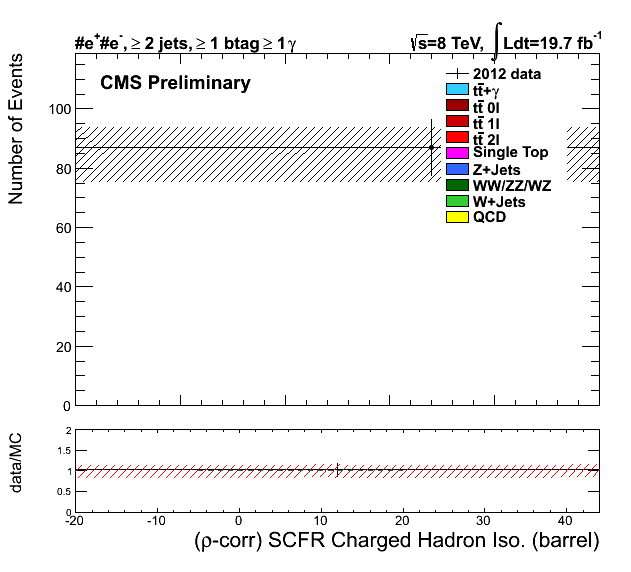 #e⁺#e⁻, ≥ 2 jets, ≥ 1 btag ≥ 1 γ
√s=8 TeV, ∫ Ldt=19.7 fb⁻¹
CMS Preliminary
2012 data
tt̄+γ
tt̄ 0l
tt̄ 1l
tt̄ 2l
Single Top
Z+Jets
WW/ZZ/WZ
W+Jets
QCD
Number of Events
100
80
60
40
20
0
data/MC
2
1.5
1
0.5
0
-20 -10 0 10 20 30 40
(ρ-corr) SCFR Charged Hadron Iso. (barrel)